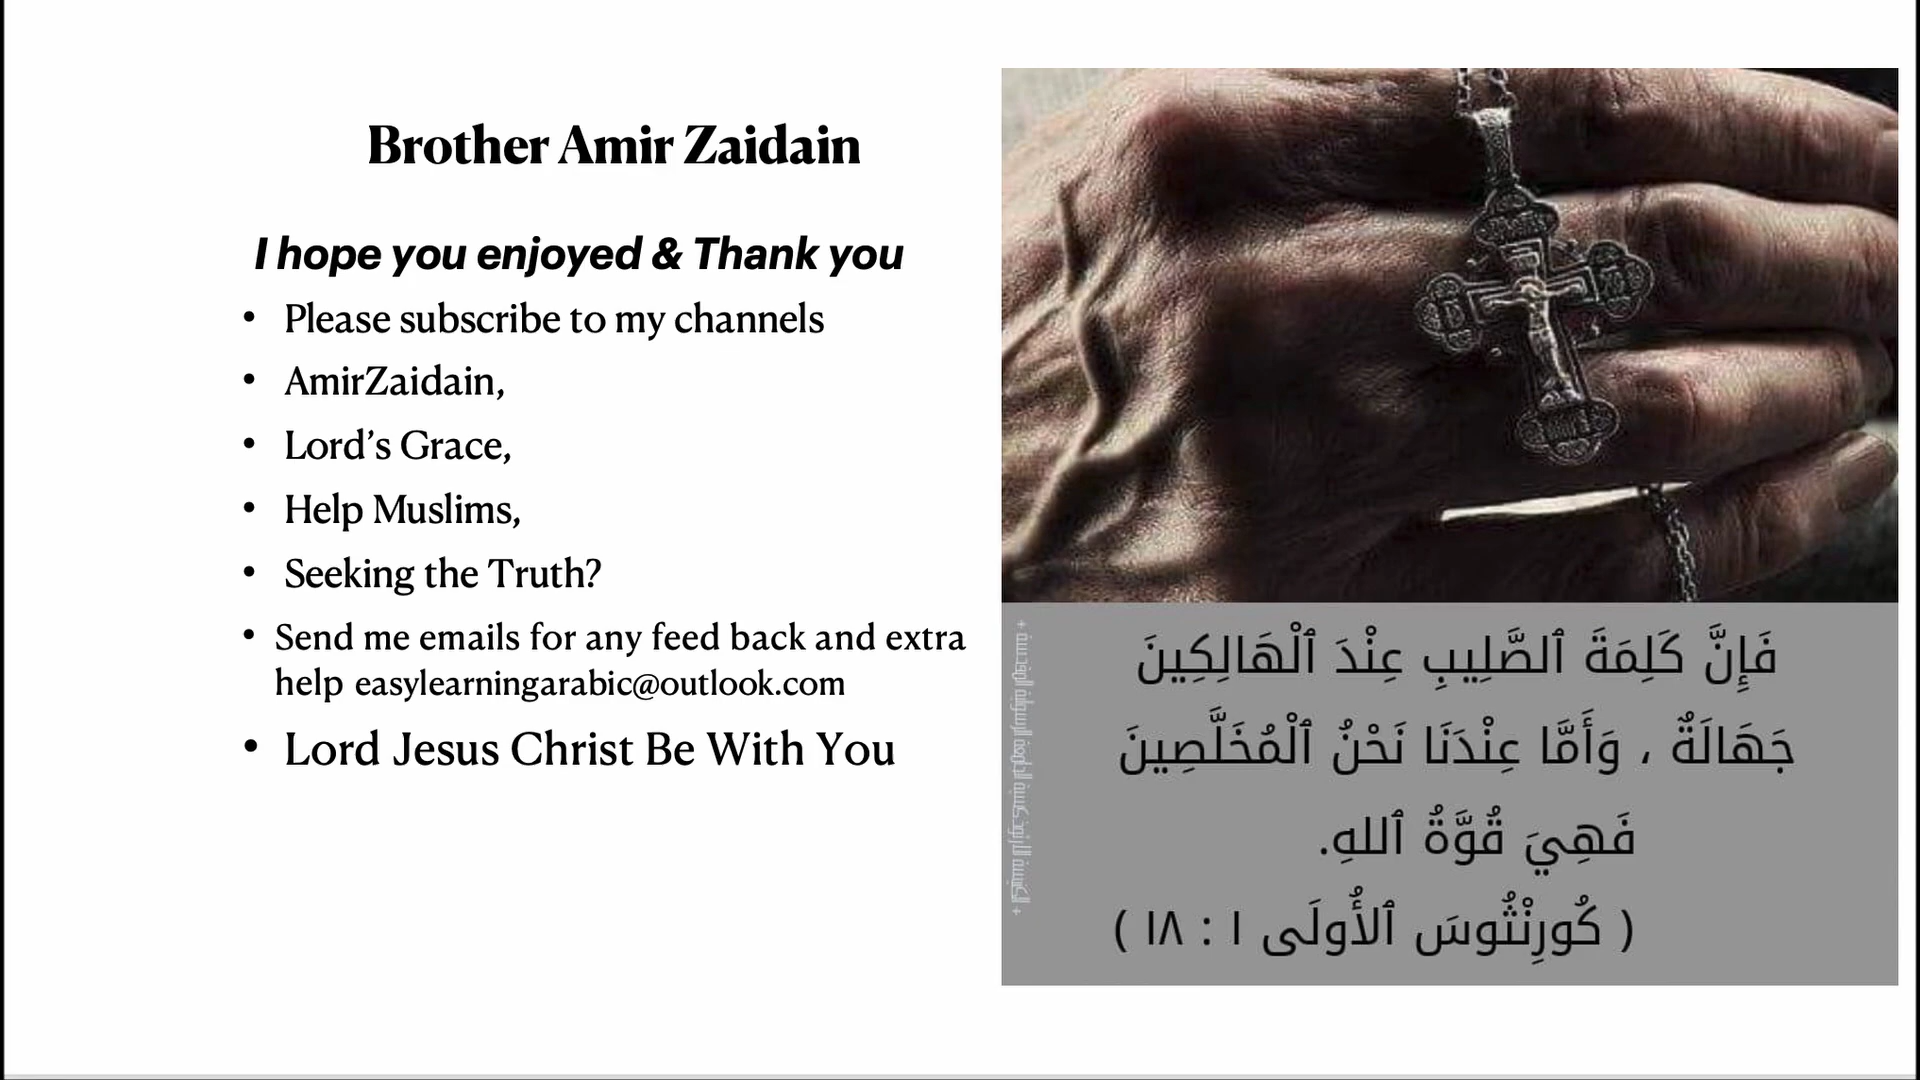 Brother Amir Zaidain
I hope you enjoyed & Thank you
• Please subscribe to my channels
• AmirZaidain,
• Lord’s Grace,
• Help Muslims,
• Seeking the Truth?
• Send me emails for any feed back and extra
help easylearningarabic@outlook.com
• Lord Jesus Christ Be With You
فَإِنَّ كَلِمَةَ ٱلصَّلِيبِ عِنْدَ ٱلْهَالِكِينَ
جَهَالَةٌ ، وَأَمَّا عِنْدَنَا نَحْنُ ٱلْمُخَلَّصِينَ
فَهِيَ قُوَّةُ ٱللهِ.
( كُورِنْثُوسَ ٱلأُولَى ١ : ١٨ )